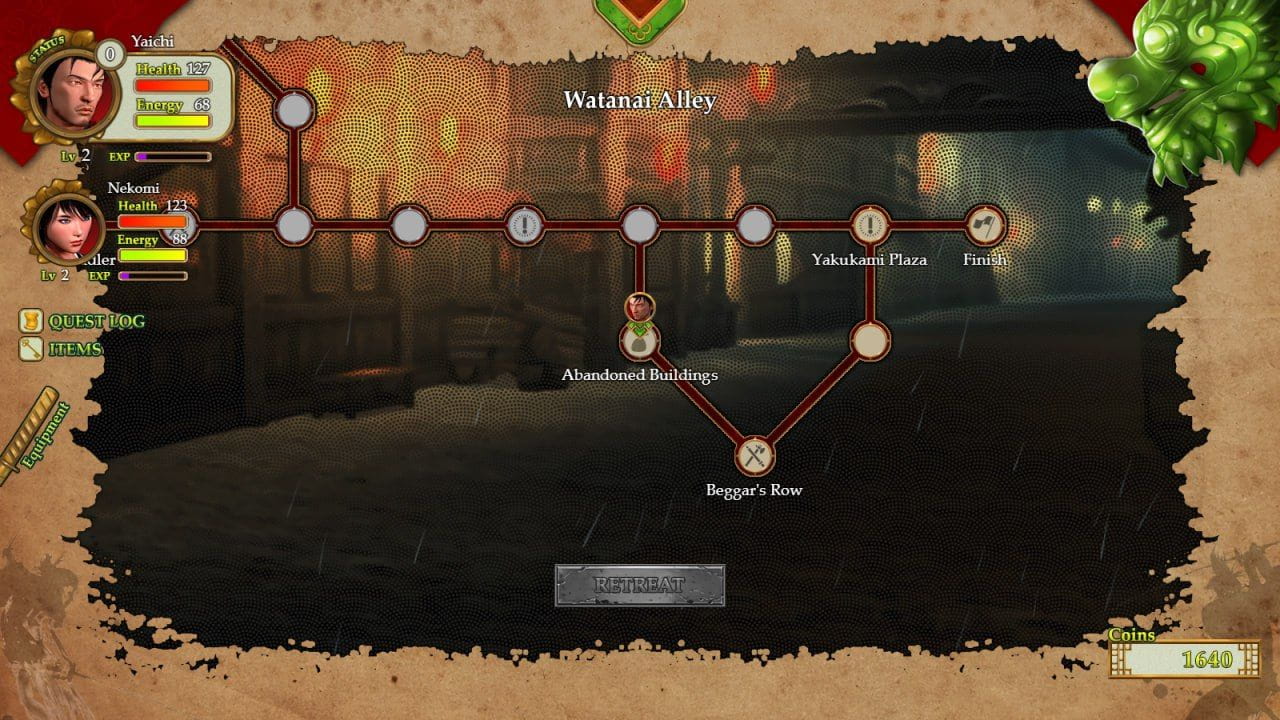 STATUS
0
Yaichi
Health 127
Energy 68
Lv 2 EXP
Nekomi
Health 123
Energy 88
Lv 2 EXP
QUEST LOG
ITEMS
Equipment
Watanai Alley
Yakukami Plaza
Finish
Abandoned Buildings
Beggar's Row
RETREAT
Coins
1640